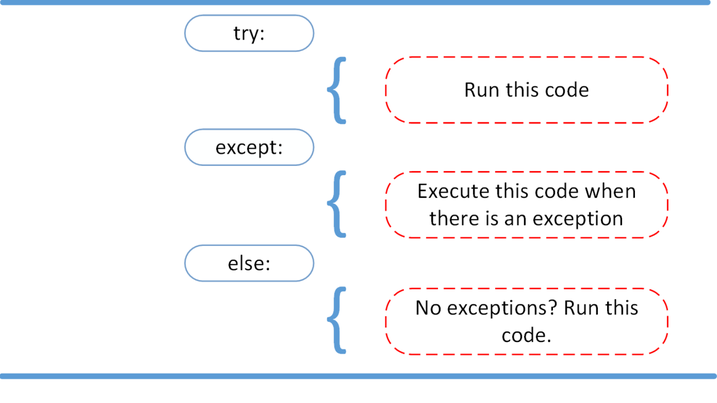 try:
Run this code
except:
Execute this code when
there is an exception
else:
No exceptions? Run this
code.